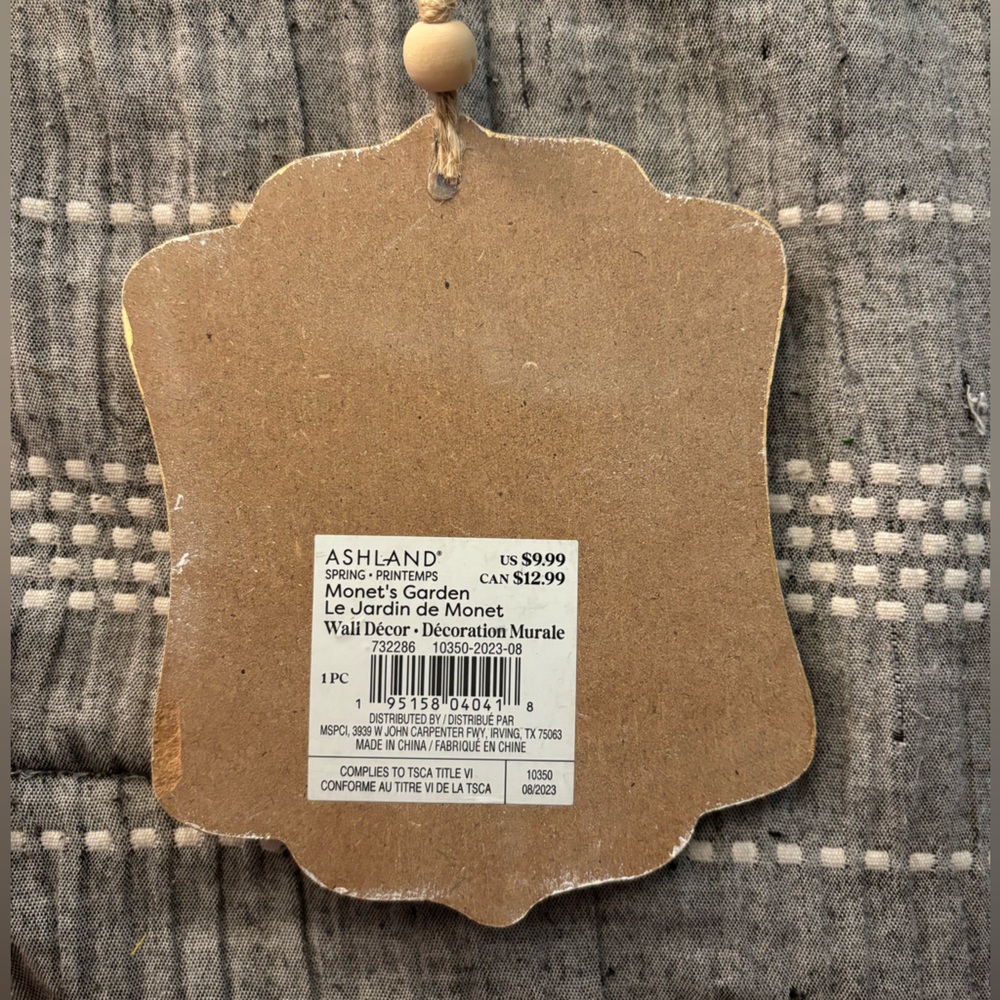 ASHLAND®
US $9.99
SPRING • PRINTEMPS
CAN $12.99
Monet's Garden
Le Jardin de Monet
Wall Décor • Décoration Murale
732286 10350-2023-08
1 PC
1 95158 04041 8
DISTRIBUTED BY / DISTRIBUÉ PAR
MSPCI, 3939 W JOHN CARPENTER FWY, IRVING, TX 75063
MADE IN CHINA / FABRIQUÉ EN CHINE
COMPLIES TO TSCA TITLE VI
CONFORME AU TITRE VI DE LA TSCA
10350
08/2023